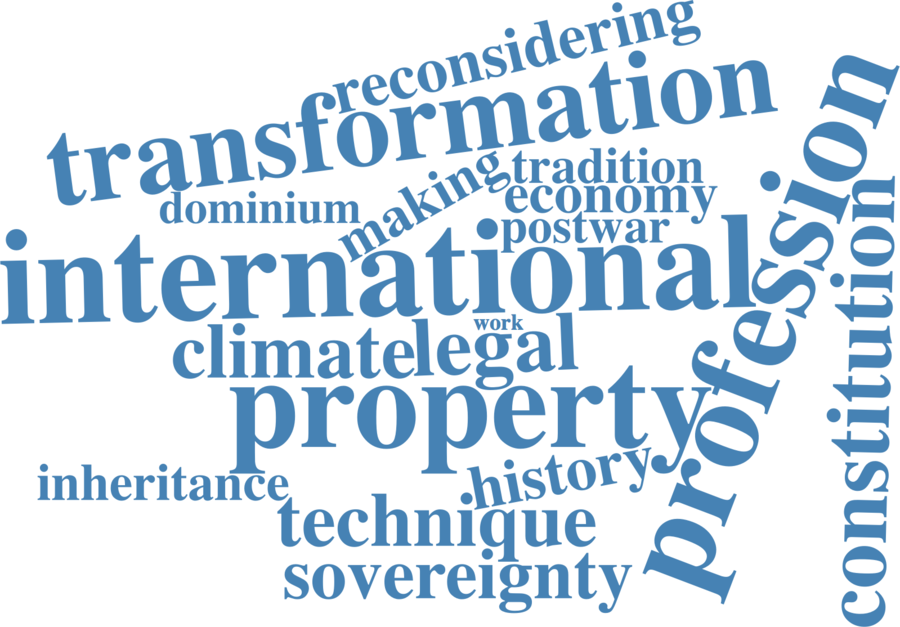 reconsidering
transformation
tradition
economy
dominium
making
postwar
international
profession
constitution
work
climate
legal
property
inheritance
history
technique
sovereignty